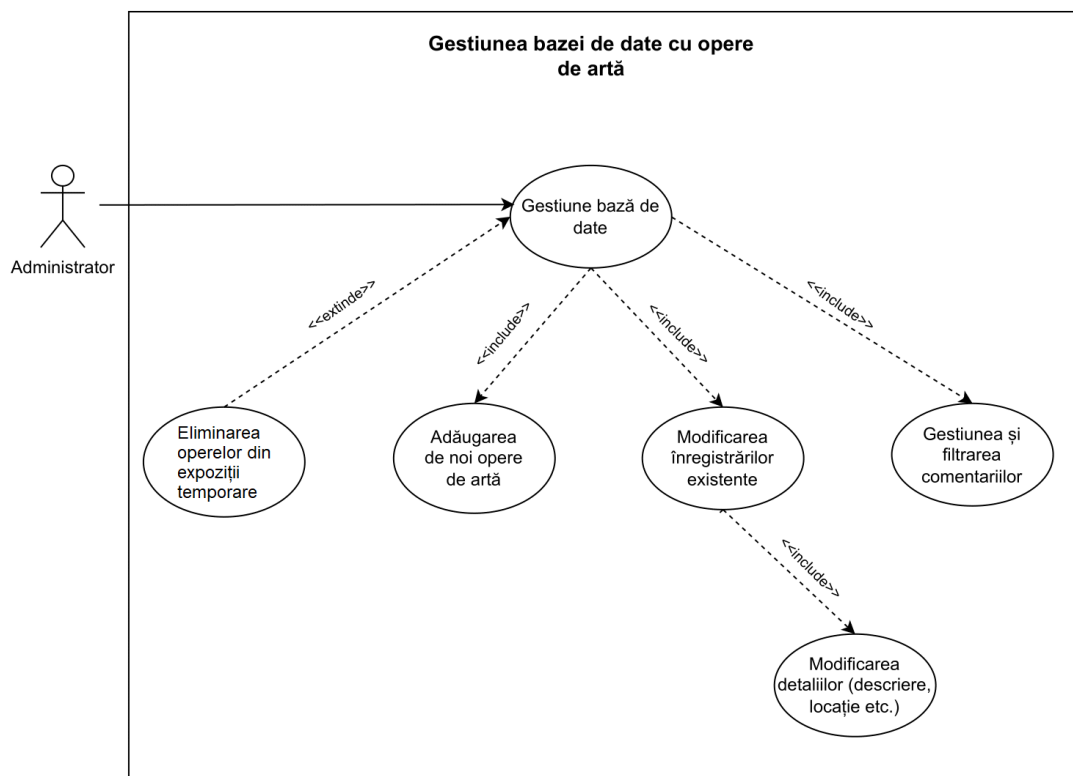 Gestiunea bazei de date cu opere
de artă
Gestiune bază de
date
Administrator
<<extinde>>
<<include>>
<<include>>
<<include>>
Eliminarea
operelor din
expoziții
temporare
Adăugarea
de noi opere
de artă
Modificarea
înregistrărilor
existente
Gestiunea și
filtrarea
comentariilor
<<include>>
Modificarea
detaliilor (descriere,
locație etc.)